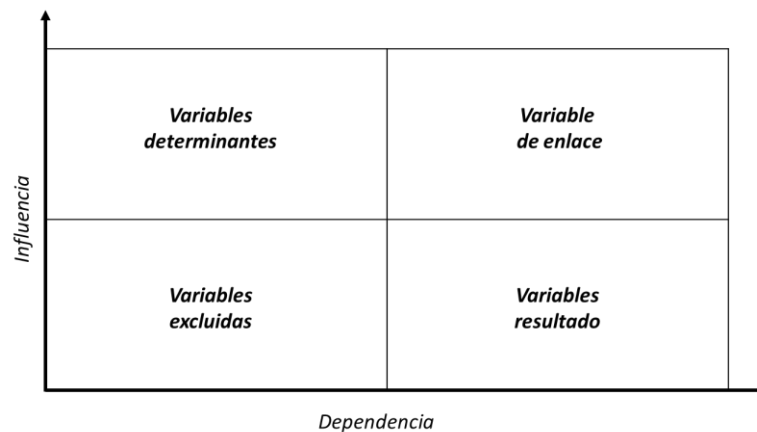 Variables
determinantes
Variable
de enlace
Influencia
Variables
excluidas
Variables
resultado
Dependencia